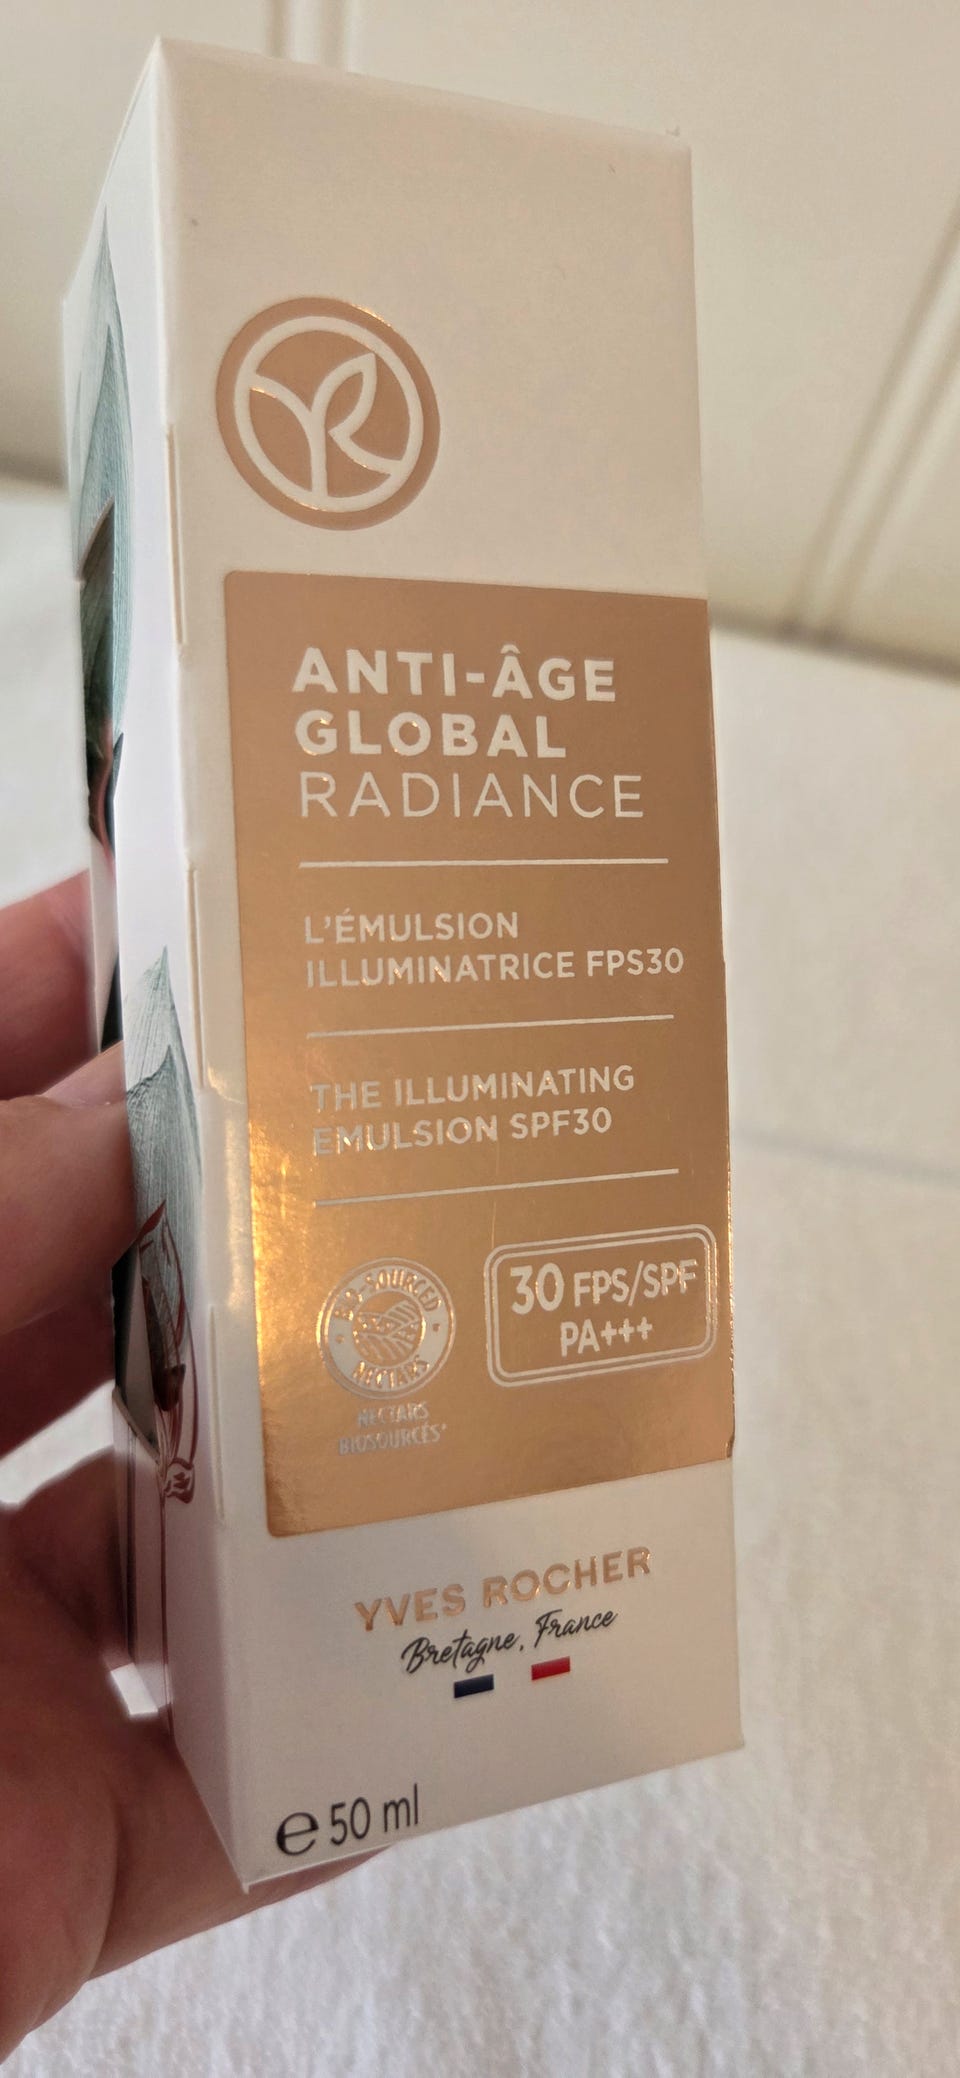 ANTI-ÂGE
GLOBAL
RADIANCE
L'ÉMULSION
ILLUMINATRICE FPS30
THE ILLUMINATING
EMULSION SPF30
BIO-SOURCED
NECTARS
NECTARS
BIOSOURCÉS*
30 FPS/SPF
PA+++
YVES ROCHER
Bretagne, France
℮ 50 ml